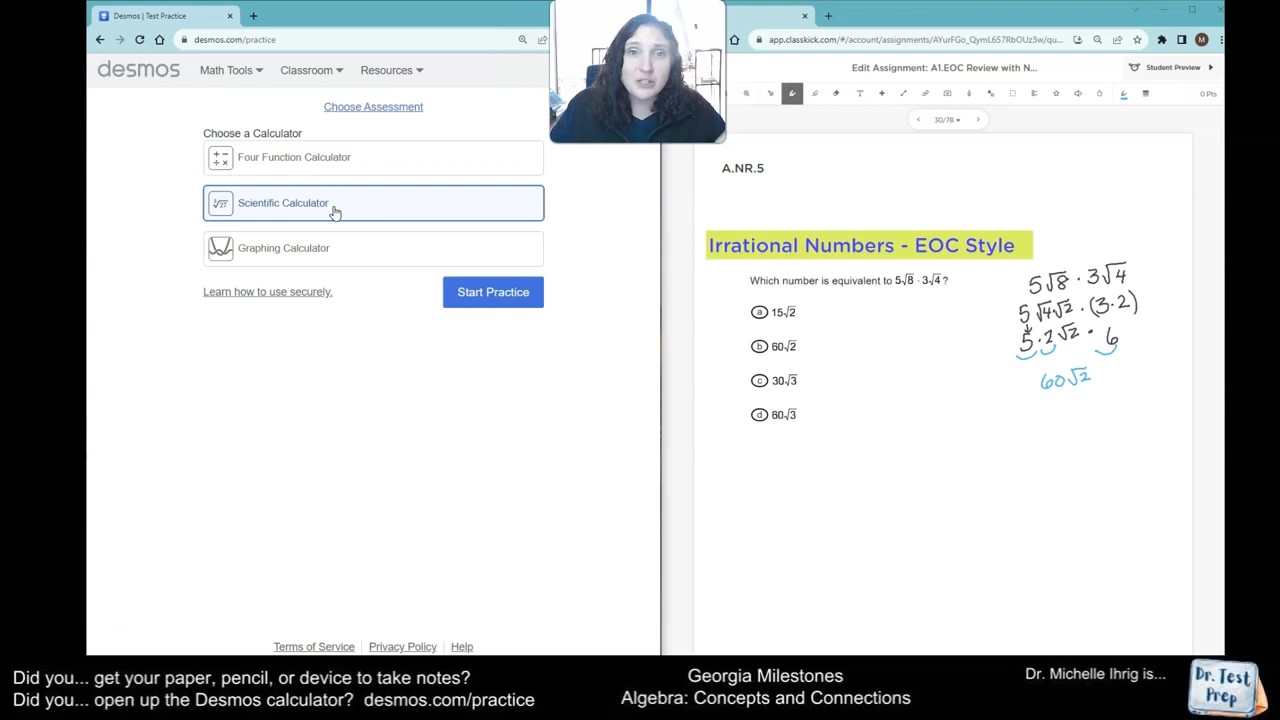 Desmos | Test Practice
desmos.com/practice
desmos
Math Tools
Classroom
Resources
Choose Assessment
Choose a Calculator
Four Function Calculator
Scientific Calculator
Graphing Calculator
Learn how to use securely.
Start Practice
Terms of Service
Privacy Policy
Help
app.classkick.com/#/account/assignments/AYurFGo_QymL657RbOUz3w/qu...
M
Edit Assignment: A1.EOC Review with N...
Student Preview
0 Pts
30/78
A.NR.5
Irrational Numbers - EOC Style
Which number is equivalent to 5√8 · 3√4 ?
a 15√2
b 60√2
c 30√3
d 60√3
5√8 · 3√4
5√4√2 · (3·2)
5·2√2 · 6
60√2
Did you... get your paper, pencil, or device to take notes?
Did you... open up the Desmos calculator? desmos.com/practice
Georgia Milestones
Algebra: Concepts and Connections
Dr. Michelle Ihrig is...
Dr. Test
Prep